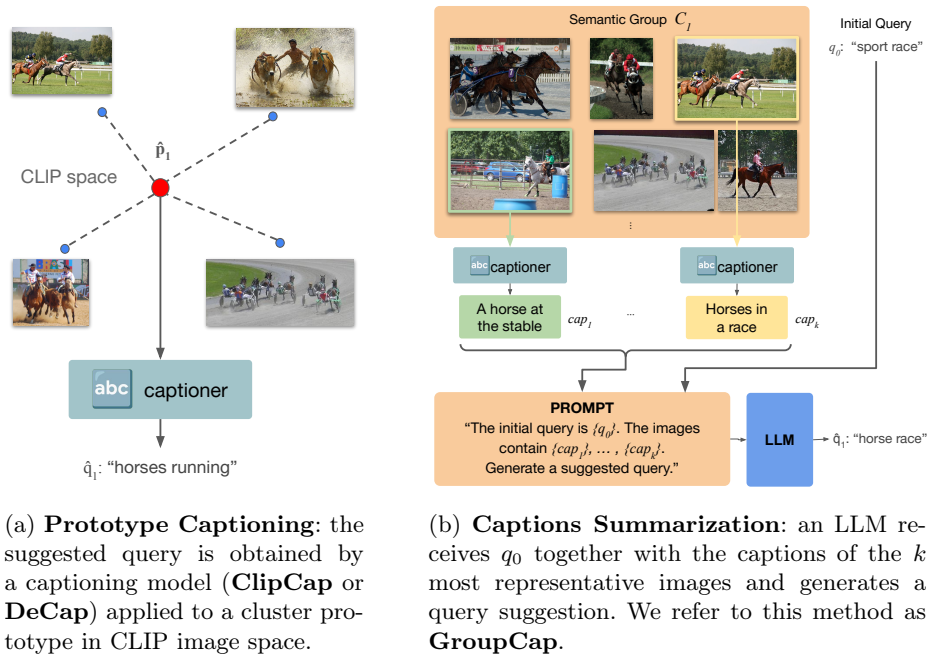 p̂₁
CLIP space
abc captioner
q̂₁: “horses running”
(a) Prototype Captioning: the
suggested query is obtained by
a captioning model (ClipCap or
DeCap) applied to a cluster pro-
totype in CLIP image space.
Semantic Group C₁
Initial Query
q₀: “sport race”
⋮
abc captioner
abc captioner
A horse at
the stable
cap₁
...
Horses in
a race
capₖ
PROMPT
“The initial query is {q₀}. The images
contain {cap₁}, ... , {capₖ}.
Generate a suggested query.”
LLM
q̂₁: “horse race”
(b) Captions Summarization: an LLM re-
ceives q₀ together with the captions of the k
most representative images and generates a
query suggestion. We refer to this method as
GroupCap.